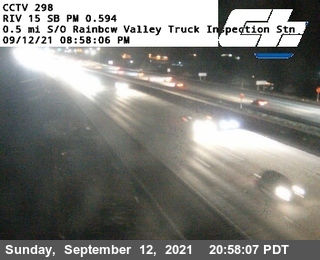 CCTV 298
RIV 15 SB PM 0.594
0.5 mi S/O Rainbow Valley Truck Inspection Stn
09/12/21 08:58:06 PM
Ct
Sunday, September 12, 2021 20:58:07 PDT